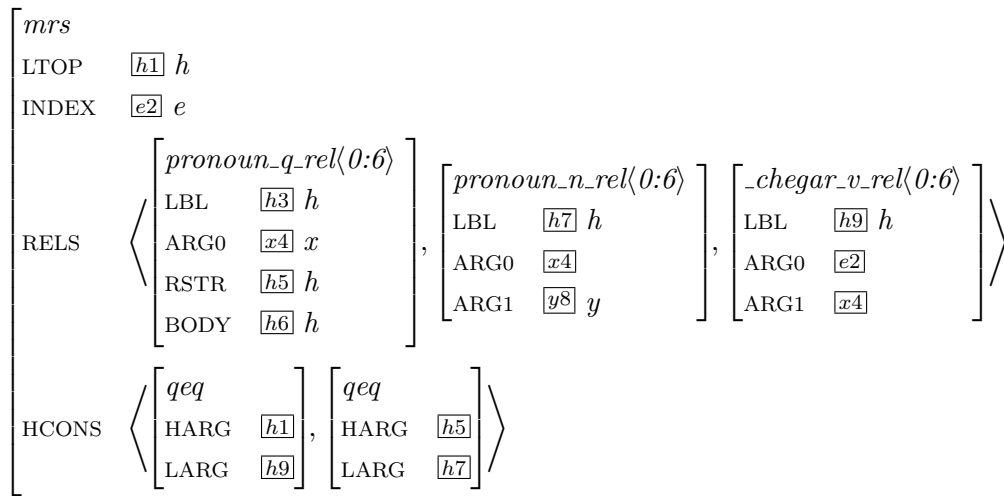 mrs
LTOP h1 h
INDEX e2 e
RELS ⟨ [ pronoun_q_rel⟨0:6⟩ LBL h3 h ARG0 x4 x RSTR h5 h BODY h6 h ], [ pronoun_n_rel⟨0:6⟩ LBL h7 h ARG0 x4 ARG1 y8 y ], [ _chegar_v_rel⟨0:6⟩ LBL h9 h ARG0 e2 ARG1 x4 ] ⟩
HCONS ⟨ [ qeq HARG h1 LARG h9 ], [ qeq HARG h5 LARG h7 ] ⟩